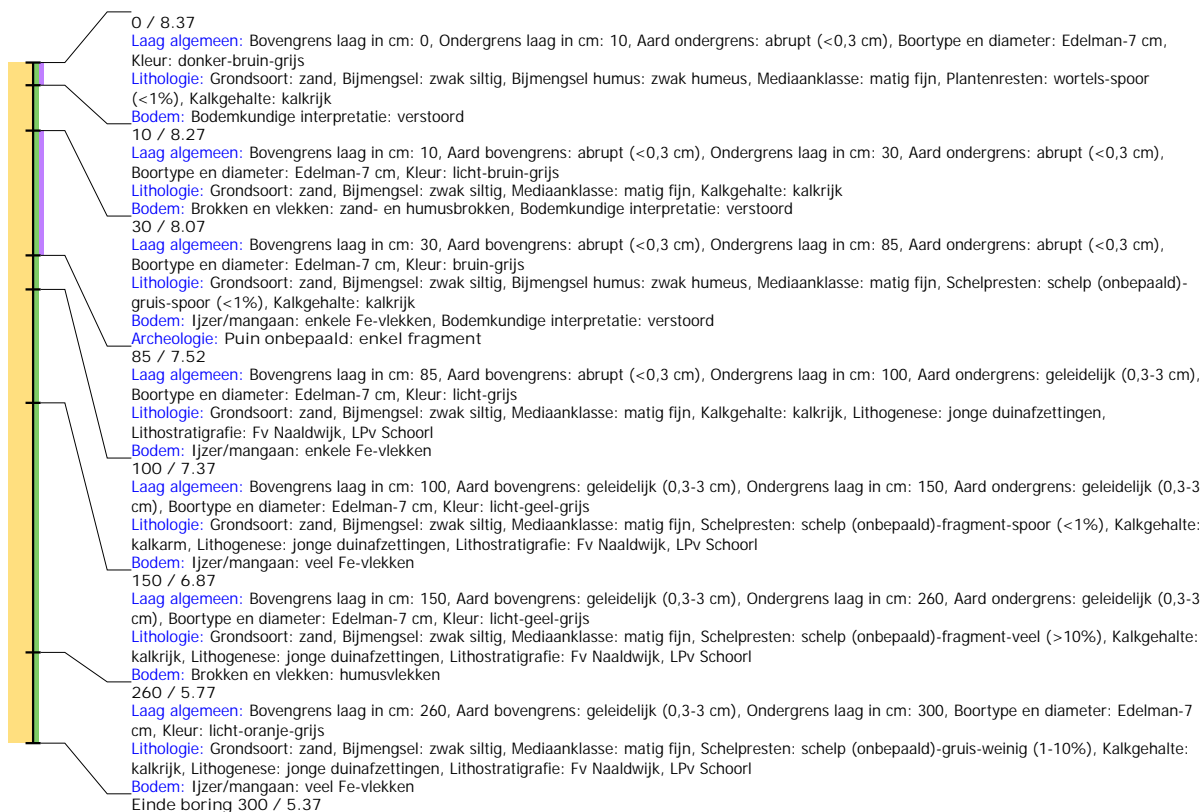 0 / 8.37
Laag algemeen: Bovengrens laag in cm: 0, Ondergrens laag in cm: 10, Aard ondergrens: abrupt (<0,3 cm), Boortype en diameter: Edelman-7 cm,
Kleur: donker-bruin-grijs
Lithologie: Grondsoort: zand, Bijmengsel: zwak siltig, Bijmengsel humus: zwak humeus, Mediaanklasse: matig fijn, Plantenresten: wortels-spoor
(<1%), Kalkgehalte: kalkrijk
Bodem: Bodemkundige interpretatie: verstoord
10 / 8.27
Laag algemeen: Bovengrens laag in cm: 10, Aard bovengrens: abrupt (<0,3 cm), Ondergrens laag in cm: 30, Aard ondergrens: abrupt (<0,3 cm),
Boortype en diameter: Edelman-7 cm, Kleur: licht-bruin-grijs
Lithologie: Grondsoort: zand, Bijmengsel: zwak siltig, Mediaanklasse: matig fijn, Kalkgehalte: kalkrijk
Bodem: Brokken en vlekken: zand- en humusbrokken, Bodemkundige interpretatie: verstoord
30 / 8.07
Laag algemeen: Bovengrens laag in cm: 30, Aard bovengrens: abrupt (<0,3 cm), Ondergrens laag in cm: 85, Aard ondergrens: abrupt (<0,3 cm),
Boortype en diameter: Edelman-7 cm, Kleur: bruin-grijs
Lithologie: Grondsoort: zand, Bijmengsel: zwak siltig, Bijmengsel humus: zwak humeus, Mediaanklasse: matig fijn, Schelpresten: schelp (onbepaald)-
gruis-spoor (<1%), Kalkgehalte: kalkrijk
Bodem: Ijzer/mangaan: enkele Fe-vlekken, Bodemkundige interpretatie: verstoord
Archeologie: Puin onbepaald: enkel fragment
85 / 7.52
Laag algemeen: Bovengrens laag in cm: 85, Aard bovengrens: abrupt (<0,3 cm), Ondergrens laag in cm: 100, Aard ondergrens: geleidelijk (0,3-3 cm),
Boortype en diameter: Edelman-7 cm, Kleur: licht-grijs
Lithologie: Grondsoort: zand, Bijmengsel: zwak siltig, Mediaanklasse: matig fijn, Kalkgehalte: kalkrijk, Lithogenese: jonge duinafzettingen,
Lithostratigrafie: Fv Naaldwijk, LPv Schoorl
Bodem: Ijzer/mangaan: enkele Fe-vlekken
100 / 7.37
Laag algemeen: Bovengrens laag in cm: 100, Aard bovengrens: geleidelijk (0,3-3 cm), Ondergrens laag in cm: 150, Aard ondergrens: geleidelijk (0,3-3
cm), Boortype en diameter: Edelman-7 cm, Kleur: licht-geel-grijs
Lithologie: Grondsoort: zand, Bijmengsel: zwak siltig, Mediaanklasse: matig fijn, Schelpresten: schelp (onbepaald)-fragment-spoor (<1%), Kalkgehalte:
kalkarm, Lithogenese: jonge duinafzettingen, Lithostratigrafie: Fv Naaldwijk, LPv Schoorl
Bodem: Ijzer/mangaan: veel Fe-vlekken
150 / 6.87
Laag algemeen: Bovengrens laag in cm: 150, Aard bovengrens: geleidelijk (0,3-3 cm), Ondergrens laag in cm: 260, Aard ondergrens: geleidelijk (0,3-3
cm), Boortype en diameter: Edelman-7 cm, Kleur: licht-geel-grijs
Lithologie: Grondsoort: zand, Bijmengsel: zwak siltig, Mediaanklasse: matig fijn, Schelpresten: schelp (onbepaald)-fragment-veel (>10%), Kalkgehalte:
kalkrijk, Lithogenese: jonge duinafzettingen, Lithostratigrafie: Fv Naaldwijk, LPv Schoorl
Bodem: Brokken en vlekken: humusvlekken
260 / 5.77
Laag algemeen: Bovengrens laag in cm: 260, Aard bovengrens: geleidelijk (0,3-3 cm), Ondergrens laag in cm: 300, Boortype en diameter: Edelman-7
cm, Kleur: licht-oranje-grijs
Lithologie: Grondsoort: zand, Bijmengsel: zwak siltig, Mediaanklasse: matig fijn, Schelpresten: schelp (onbepaald)-gruis-weinig (1-10%), Kalkgehalte:
kalkrijk, Lithogenese: jonge duinafzettingen, Lithostratigrafie: Fv Naaldwijk, LPv Schoorl
Bodem: Ijzer/mangaan: veel Fe-vlekken
Einde boring 300 / 5.37